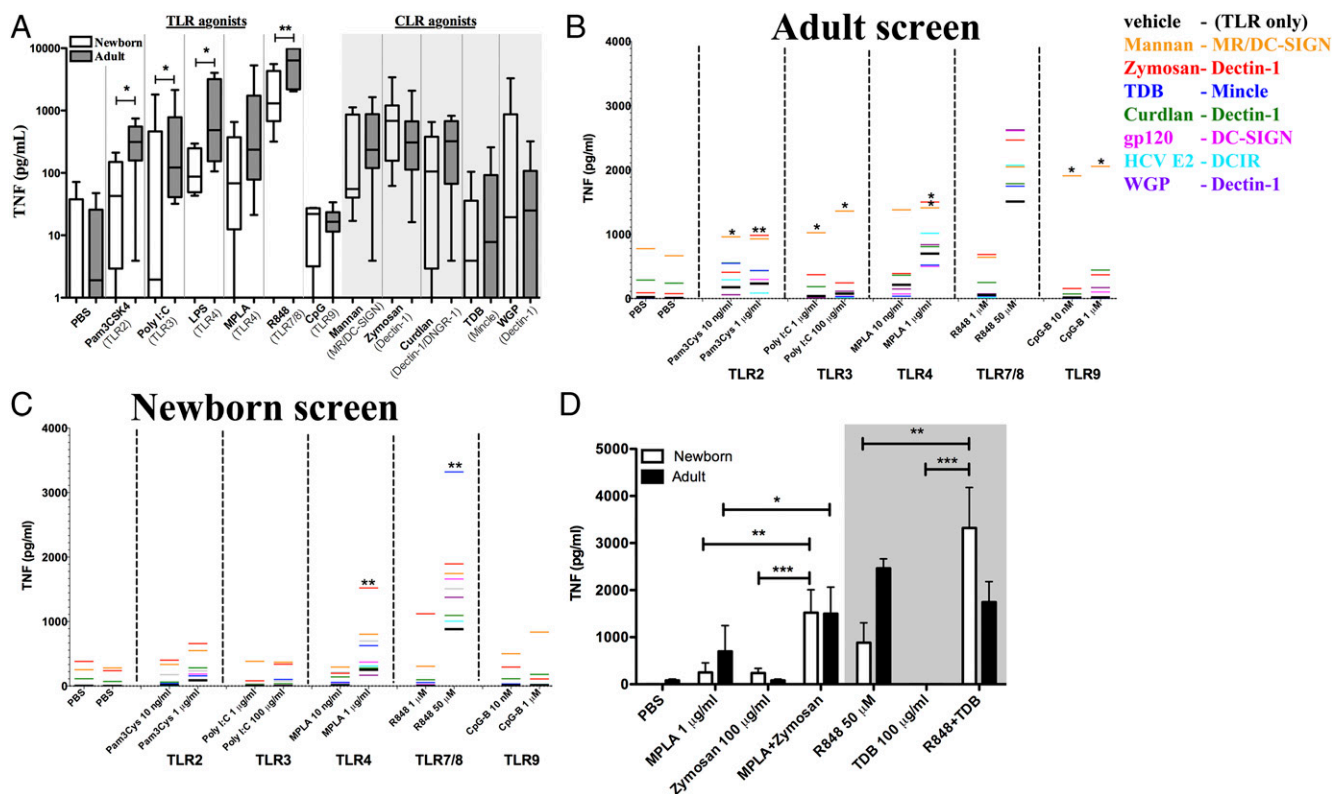 A
TLR agonists
CLR agonists
Newborn
Adult
*
*
*
**
TNF (pg/mL)
10000
1000
100
10
1
PBS
Pam3CSK4
(TLR2)
Poly I:C
(TLR3)
LPS
(TLR4)
MPLA
(TLR4)
R848
(TLR7/8)
CpG
(TLR9)
Mannan
(MR/DC-SIGN)
Zymosan
(Dectin-1)
Curdlan
(Dectin-1/DNGR-1)
TDB
(Mincle)
WGP
(Dectin-1)
B
Adult screen
TNF (pg/ml)
4000
3000
2000
1000
0
*
**
*
*
*
*
*
*
PBS
PBS
Pam3Cys 10 ng/ml
Pam3Cys 1 µg/ml
Poly I:C 1 µg/ml
Poly I:C 100 µg/ml
MPLA 10 ng/ml
MPLA 1 µg/ml
R848 1 µM
R848 50 µM
CpG-B 10 nM
CpG-B 1 µM
TLR2
TLR3
TLR4
TLR7/8
TLR9
vehicle - (TLR only)
Mannan - MR/DC-SIGN
Zymosan- Dectin-1
TDB - Mincle
Curdlan - Dectin-1
gp120 - DC-SIGN
HCV E2 - DCIR
WGP - Dectin-1
C
Newborn screen
TNF (pg/ml)
4000
3000
2000
1000
0
**
**
PBS
PBS
Pam3Cys 10 ng/ml
Pam3Cys 1 µg/ml
Poly I:C 1 µg/ml
Poly I:C 100 µg/ml
MPLA 10 ng/ml
MPLA 1 µg/ml
R848 1 µM
R848 50 µM
CpG-B 10 nM
CpG-B 1 µM
TLR2
TLR3
TLR4
TLR7/8
TLR9
D
Newborn
Adult
TNF (pg/ml)
5000
4000
3000
2000
1000
0
*
**
***
**
***
PBS
MPLA 1 µg/ml
Zymosan 100 µg/ml
MPLA+Zymosan
R848 50 µM
TDB 100 µg/ml
R848+TDB